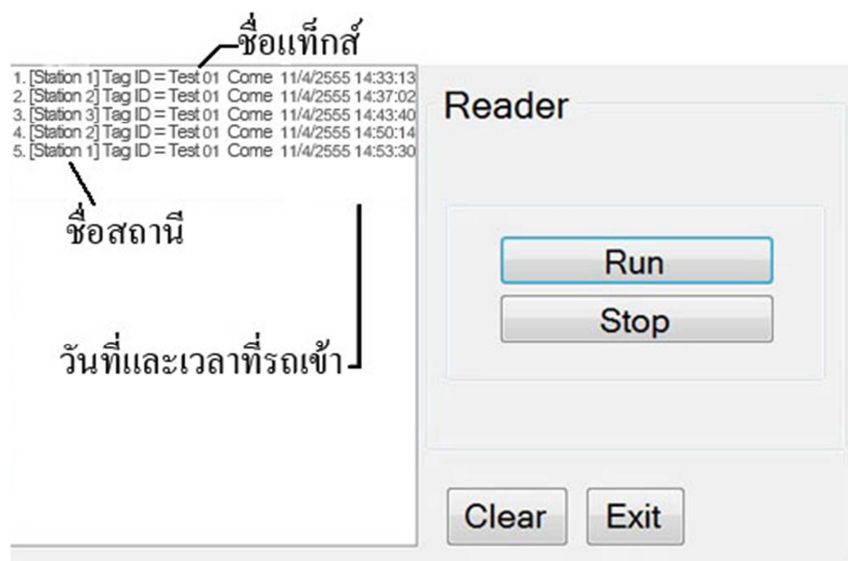 ชื่อแท็กส์
1. [Station 1] Tag ID = Test 01 Come 11/4/2555 14:33:13
2. [Station 2] Tag ID = Test 01 Come 11/4/2555 14:37:02
3. [Station 3] Tag ID = Test 01 Come 11/4/2555 14:43:40
4. [Station 2] Tag ID = Test 01 Come 11/4/2555 14:50:14
5. [Station 1] Tag ID = Test 01 Come 11/4/2555 14:53:30
ชื่อสถานี
วันที่และเวลาที่รถเข้า
Reader
Run
Stop
Clear
Exit